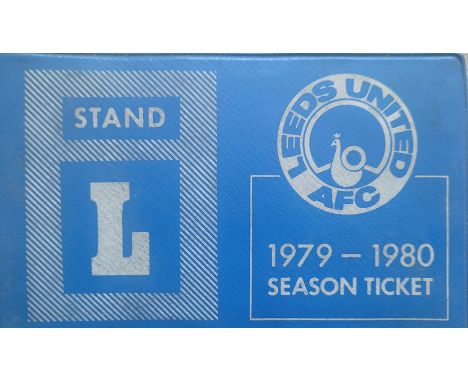 STAND
L
LEEDS UNITED
AFC
1979 – 1980
SEASON TICKET